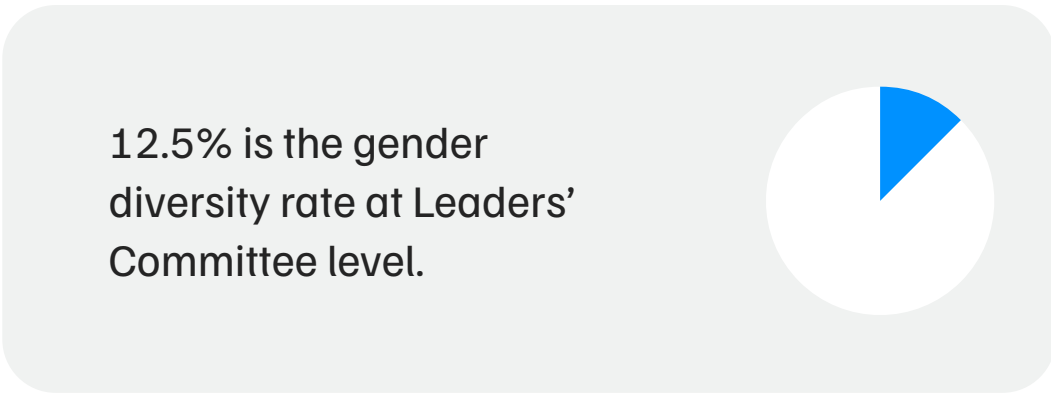 12.5% is the gender
diversity rate at Leaders’
Committee level.